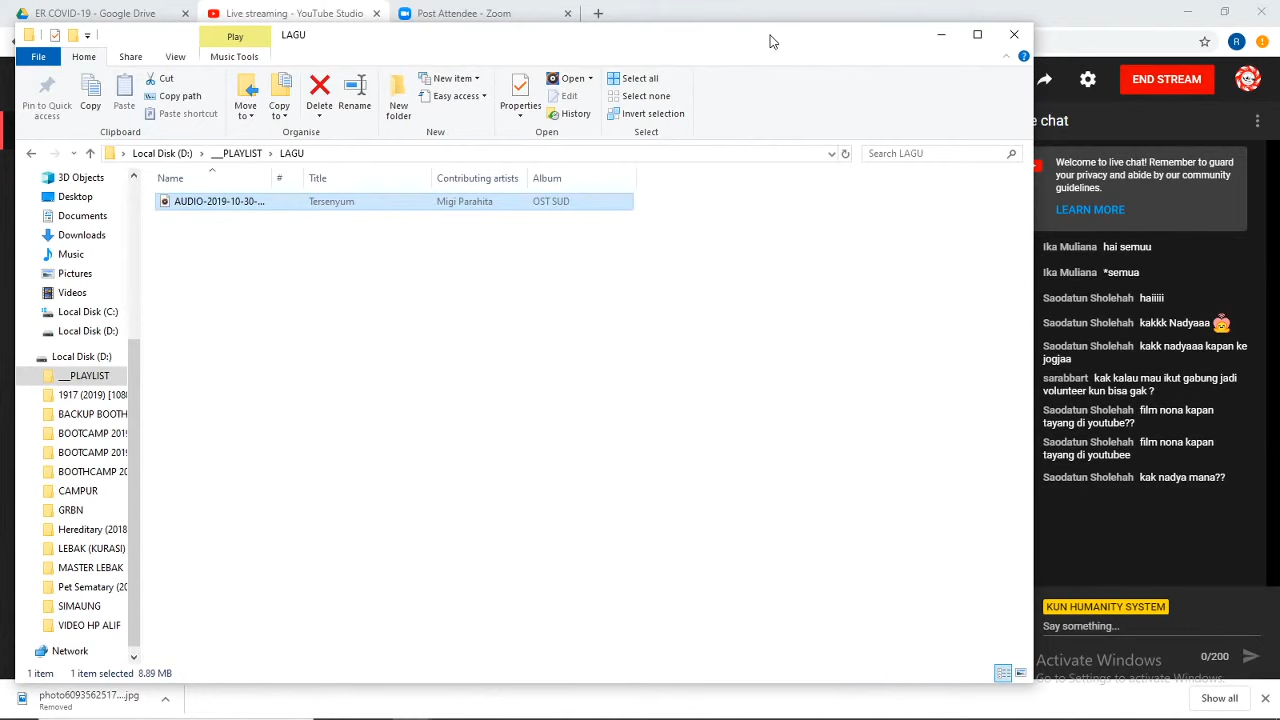 ER COVID-19 - Google Drive
Live streaming - YouTube Studio
Post Attendee - Zoom
Play
LAGU
File
Home
Share
View
Music Tools
Pin to Quick access
Copy
Paste
Cut
Copy path
Paste shortcut
Move to
Copy to
Delete
Rename
New folder
New item
Easy access
Properties
Open
Edit
History
Select all
Select none
Invert selection
Clipboard
Organise
New
Open
Select
Local Disk (D:) > ___PLAYLIST > LAGU
Search LAGU
Name
#
Title
Contributing artists
Album
AUDIO-2019-10-30-...
Tersenyum
Migi Parahita
OST SUD
3D Objects
Desktop
Documents
Downloads
Music
Pictures
Videos
Local Disk (C:)
Local Disk (D:)
Local Disk (D:)
___PLAYLIST
1917 (2019) [108
BACKUP BOOTH
BOOTCAMP 201
BOOTCAMP 201
BOOTHCAMP 20
CAMPUR
GRBN
Hereditary (2018
LEBAK (KURASI)
MASTER LEBAK
Pet Sematary (20
SIMAUNG
VIDEO HP ALIF
Network
1 item
1 item selected
8.89 MB
R
END STREAM
e chat
Welcome to live chat! Remember to guard
your privacy and abide by our community
guidelines.
LEARN MORE
Ika Muliana hai semuu
Ika Muliana *semua
Saodatun Sholehah haiiiii
Saodatun Sholehah kakkk Nadyaaa
Saodatun Sholehah kakk nadyaaa kapan ke
jogjaa
sarabbart kak kalau mau ikut gabung jadi
volunteer kun bisa gak ?
Saodatun Sholehah film nona kapan
tayang di youtube??
Saodatun Sholehah film nona kapan
tayang di youtubee
Saodatun Sholehah kak nadya mana??
KUN HUMANITY SYSTEM
Say something...
0/200
Activate Windows
Go to Settings to activate Windows.
photo6093562517....jpg
Removed
Show all